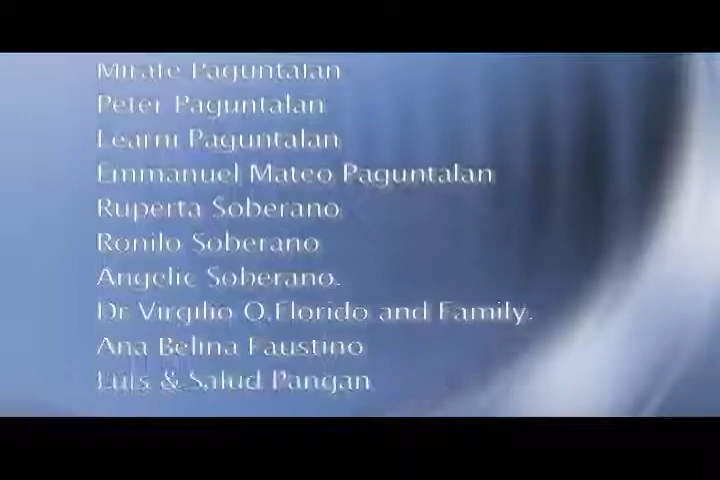 Paguntalan
Peter Paguntalan
Paguntalan
Emmanuel Mateo Paguntalan
Ruperta Soberano
Ronilo Soberano
Angelic Soberano.
Dr Virgilio O.Florido and Family.
Ana Belina Faustino
Luis & Salud Pangan